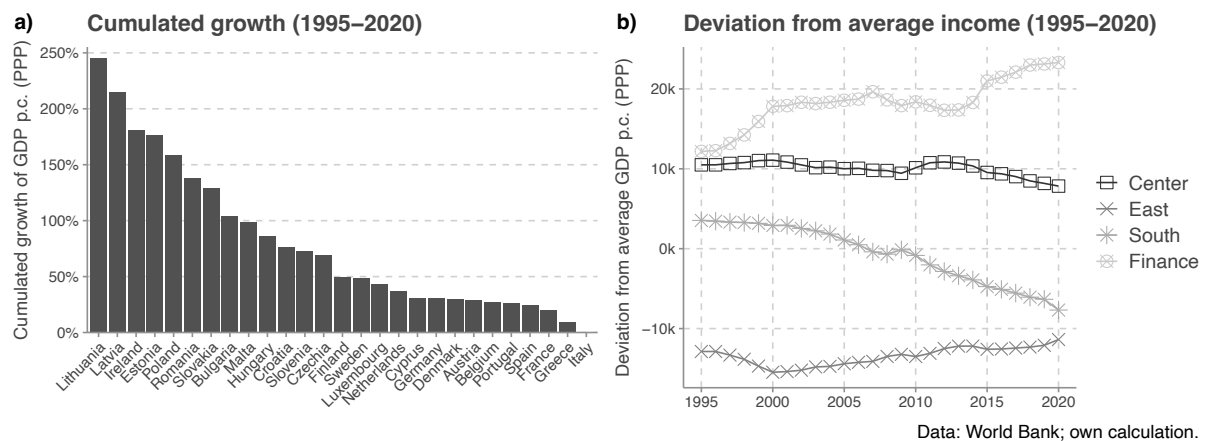 a) Cumulated growth (1995−2020)
Cumulated growth of GDP p.c. (PPP)
250%
200%
150%
100%
50%
0%
Lithuania
Latvia
Ireland
Estonia
Poland
Romania
Slovakia
Bulgaria
Malta
Hungary
Croatia
Slovenia
Czechia
Finland
Sweden
Luxembourg
Netherlands
Cyprus
Germany
Denmark
Austria
Belgium
Portugal
Spain
France
Greece
Italy
b) Deviation from average income (1995−2020)
Deviation from average GDP p.c. (PPP)
20k
10k
0k
−10k
1995 2000 2005 2010 2015 2020
Center
East
South
Finance
Data: World Bank; own calculation.